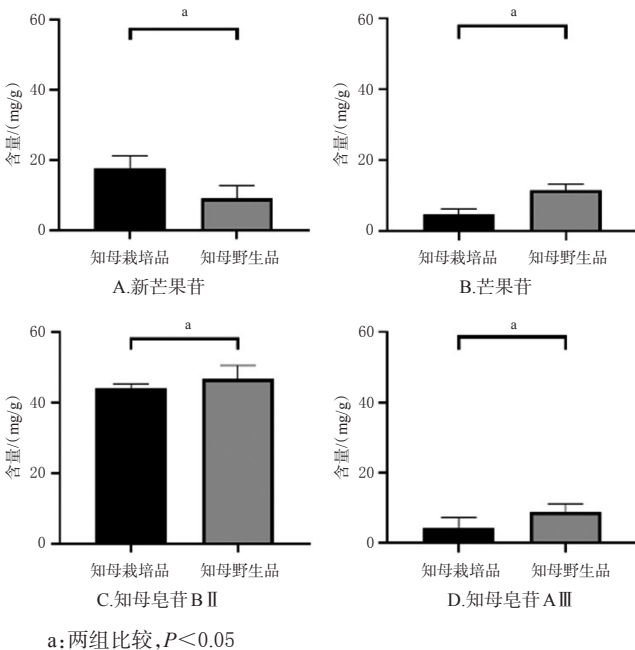 60
a
40
20
0
含量/(mg/g)
知母栽培品 知母野生品
A.新芒果苷
60
a
40
20
0
含量/(mg/g)
知母栽培品 知母野生品
B.芒果苷
60
a
40
20
0
含量/(mg/g)
知母栽培品 知母野生品
C.知母皂苷BⅡ
60
a
40
20
0
含量/(mg/g)
知母栽培品 知母野生品
D.知母皂苷AⅢ
a:两组比较,P<0.05